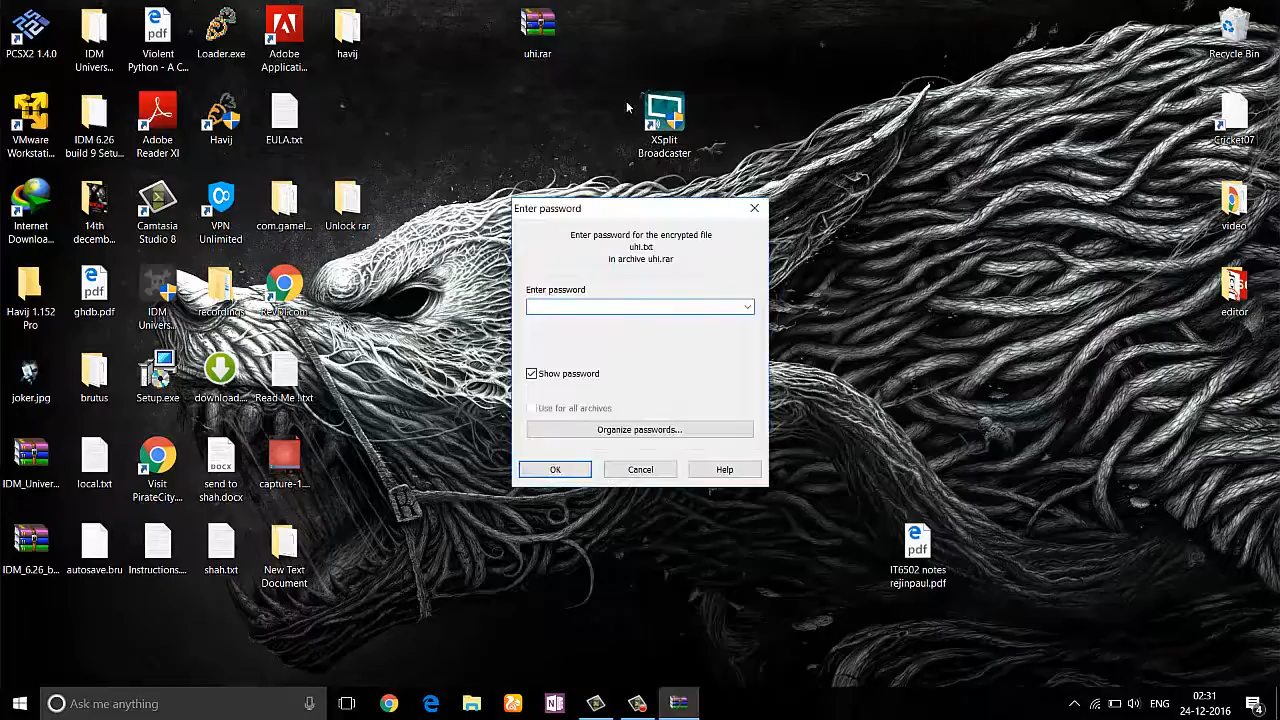 PCSX2 1.4.0
IDM
Univers...
Violent
Python - A C...
Loader.exe
Adobe
Applicati...
havij
uhi.rar
Recycle Bin
VMware
Workstati...
IDM 6.26
build 9 Setu...
Adobe
Reader XI
Havij
EULA.txt
XSplit
Broadcaster
Cricket07
Internet
Downloa...
14th
decemb...
Camtasia
Studio 8
VPN
Unlimited
com.gamel...
Unlock rar
video
Enter password
Enter password for the encrypted file
uhi.txt
in archive uhi.rar
Enter password
Show password
Use for all archives
Organize passwords...
OK
Cancel
Help
Havij 1.152
Pro
ghdb.pdf
IDM
Univers...
recordings
editor
joker.jpg
brutus
Setup.exe
download....
Read Me !.txt
IDM_Univer...
local.txt
Visit
PirateCity....
send to
shah.docx
capture-1...
IDM_6.26_b...
autosave.bru
Instructions...
shah.txt
New Text
Document
IT6502 notes
rejinpaul.pdf
Ask me anything
ENG
02:31
24-12-2016
4